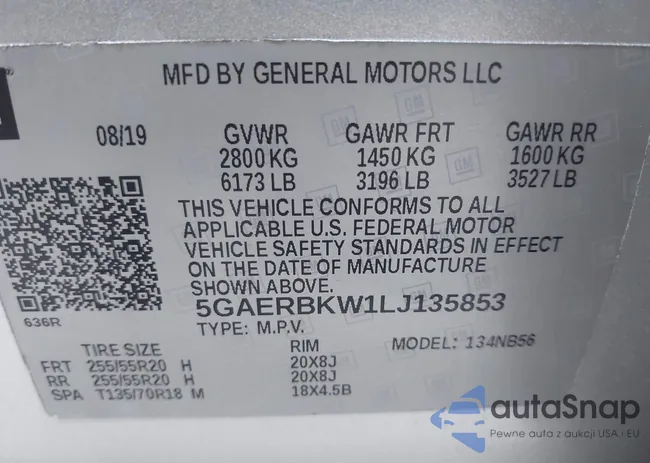 MFD BY GENERAL MOTORS LLC
08/19 GVWR GAWR FRT GAWR RR
2800 KG 1450 KG 1600 KG
6173 LB 3196 LB 3527 LB
THIS VEHICLE CONFORMS TO ALL
APPLICABLE U.S. FEDERAL MOTOR
VEHICLE SAFETY STANDARDS IN EFFECT
ON THE DATE OF MANUFACTURE
SHOWN ABOVE.
5GAERBKW1LJ135853
636R
TYPE: M.P.V.
TIRE SIZE RIM MODEL: 134NB56
FRT 255/55R20 H 20X8J
RR 255/55R20 H 20X8J
SPA T135/70R18 M 18X4.5B
autaSnap
Pewne auta z aukcji USA i EU